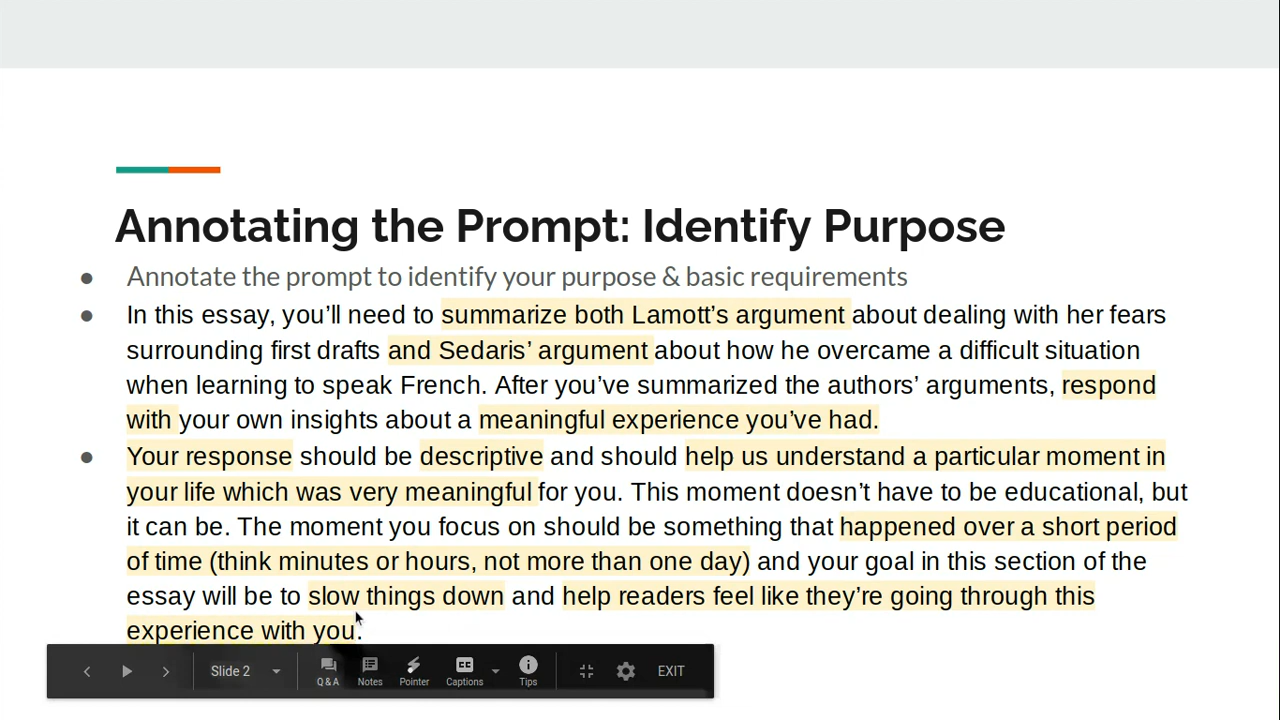 Annotating the Prompt: Identify Purpose
● Annotate the prompt to identify your purpose & basic requirements
● In this essay, you’ll need to summarize both Lamott’s argument about dealing with her fears
surrounding first drafts and Sedaris’ argument about how he overcame a difficult situation
when learning to speak French. After you’ve summarized the authors’ arguments, respond
with your own insights about a meaningful experience you’ve had.
● Your response should be descriptive and should help us understand a particular moment in
your life which was very meaningful for you. This moment doesn’t have to be educational, but
it can be. The moment you focus on should be something that happened over a short period
of time (think minutes or hours, not more than one day) and your goal in this section of the
essay will be to slow things down and help readers feel like they’re going through this
experience with you.
Slide 2
Q & A Notes Pointer Captions Tips
EXIT